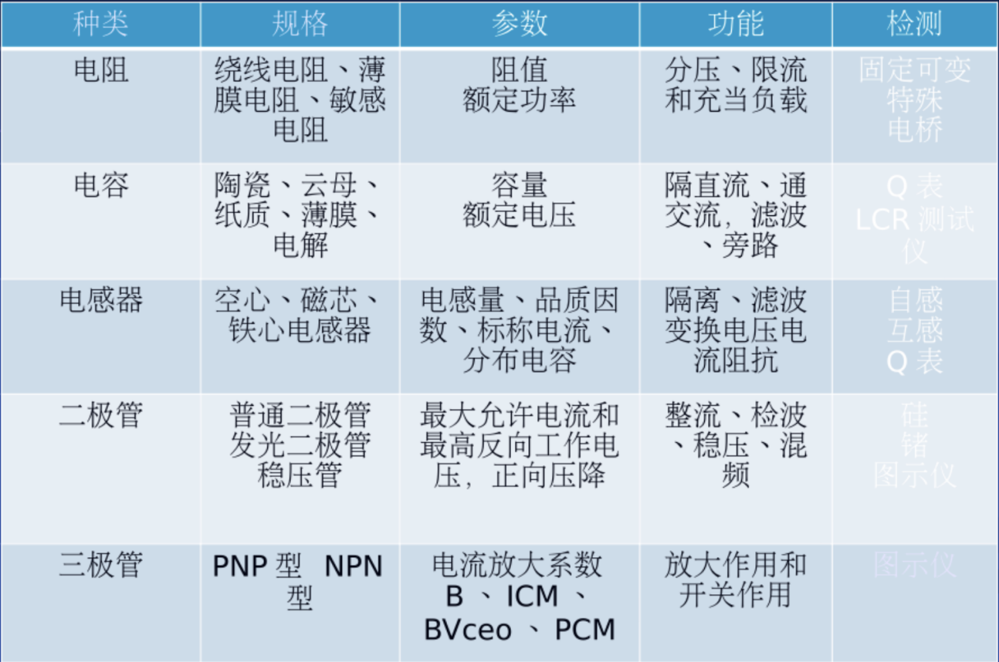 种类 规格 参数 功能 检测
电阻
绕线电阻、薄
膜电阻、敏感
电阻
阻值
额定功率
分压、限流
和充当负载
固定可变
特殊
电桥
电容
陶瓷、云母、
纸质、薄膜、
电解
容量
额定电压
隔直流、通
交流，滤波
、旁路
Q 表
LCR 测试
仪
电感器
空心、磁芯、
铁心电感器
电感量、品质因
数、标称电流、
分布电容
隔离、滤波
变换电压电
流阻抗
自感
互感
Q 表
二极管
普通二极管
发光二极管
稳压管
最大允许电流和
最高反向工作电
压，正向压降
整流、检波
、稳压、混
频
硅
锗
图示仪
三极管
PNP 型 NPN
型
电流放大系数
B 、 ICM 、
BVceo 、 PCM
放大作用和
开关作用
图示仪